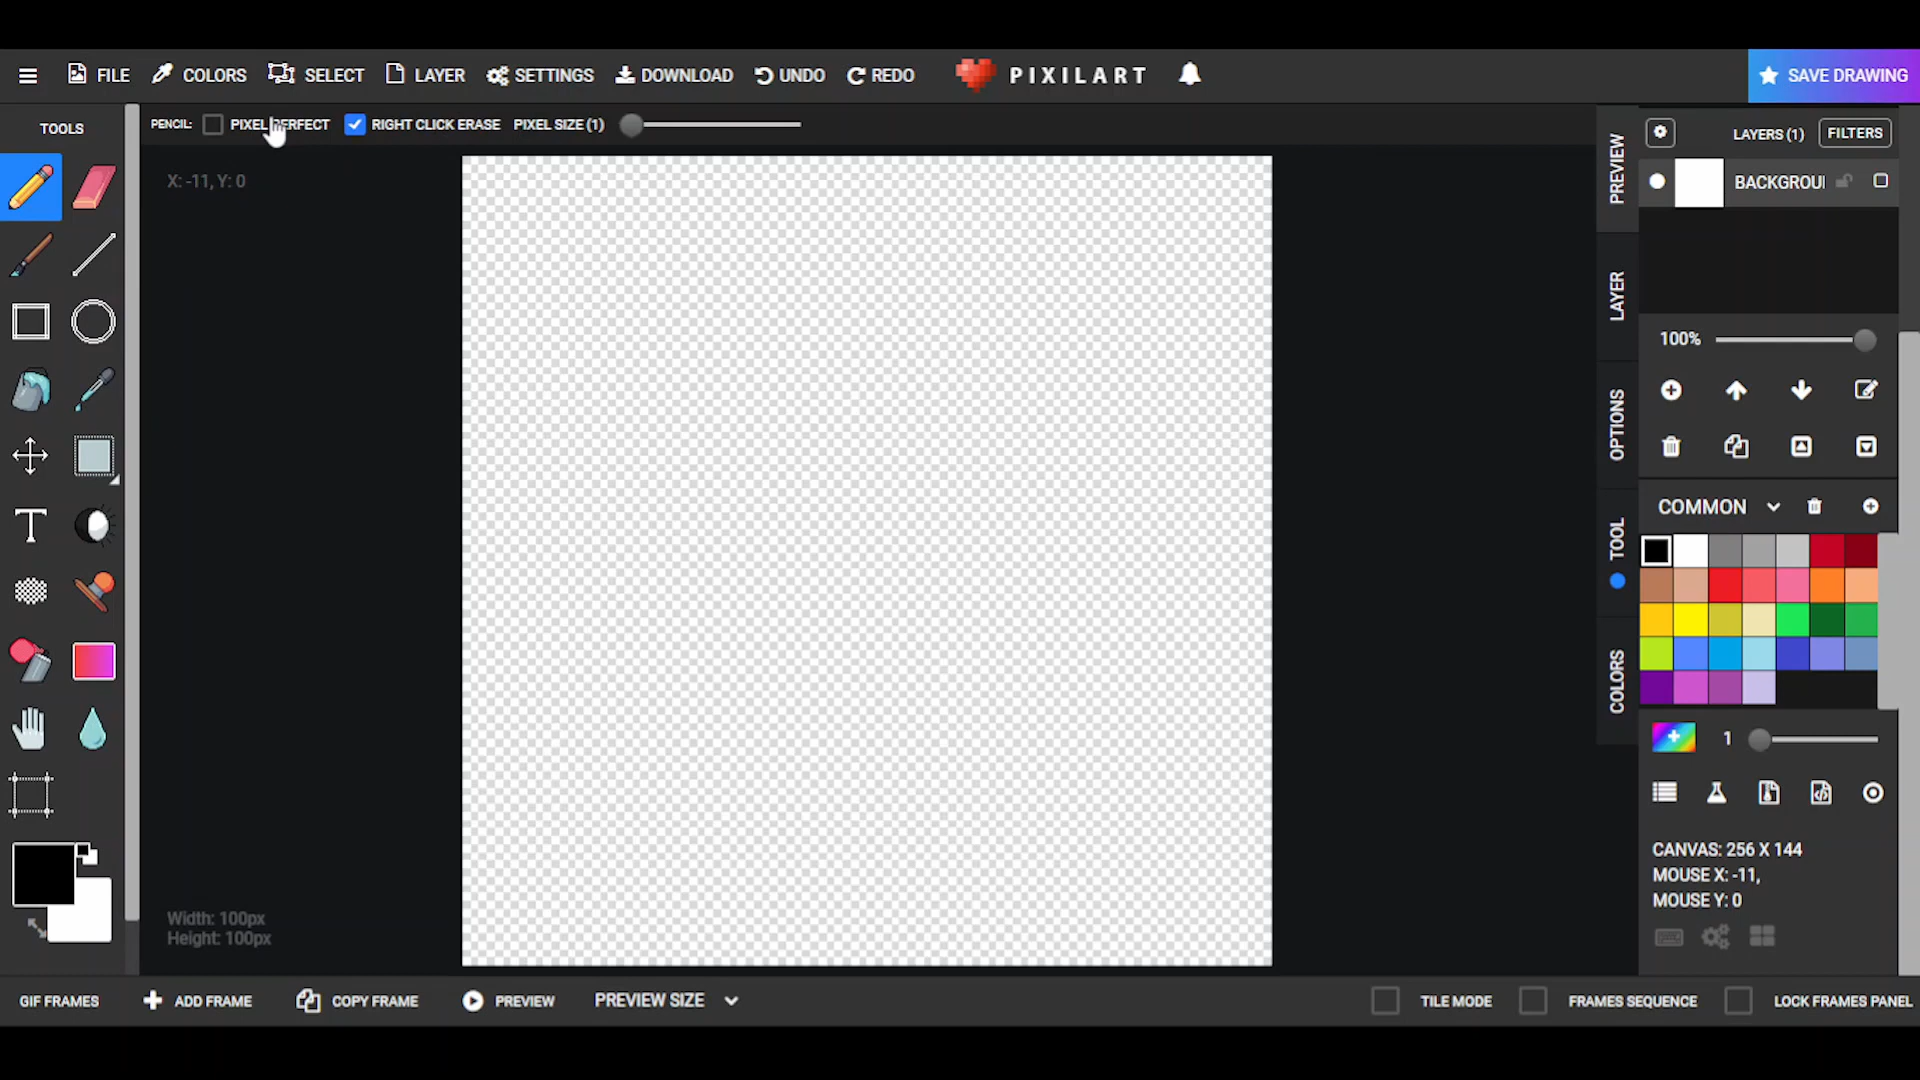 FILE COLORS SELECT LAYER SETTINGS DOWNLOAD UNDO REDO PIXILART SAVE DRAWING
TOOLS
PENCIL: PIXEL PERFECT RIGHT CLICK ERASE PIXEL SIZE (1)
X: -11, Y: 0
Width: 100px
Height: 100px
PREVIEW
LAYER
OPTIONS
TOOL
COLORS
LAYERS (1) FILTERS
BACKGROU
100%
COMMON
1
CANVAS: 256 X 144
MOUSE X: -11,
MOUSE Y: 0
GIF FRAMES ADD FRAME COPY FRAME PREVIEW PREVIEW SIZE TILE MODE FRAMES SEQUENCE LOCK FRAMES PANEL